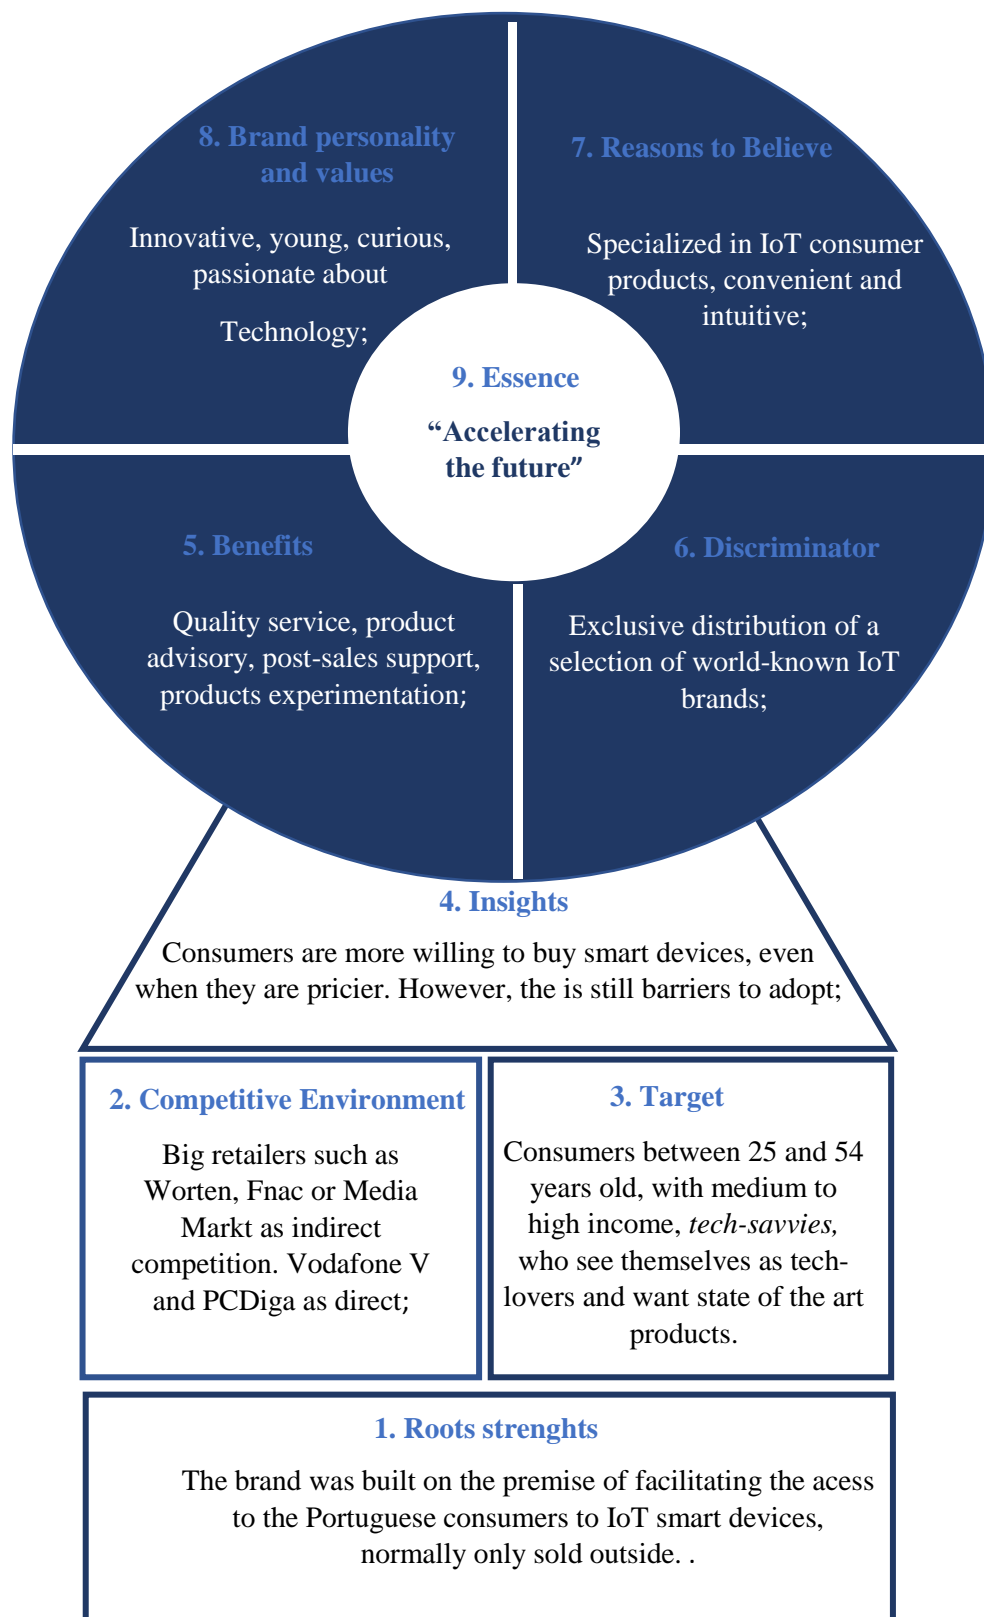 8. Brand personality
and values
Innovative, young, curious,
passionate about
Technology;
7. Reasons to Believe
Specialized in IoT consumer
products, convenient and
intuitive;
9. Essence
“Accelerating
the future”
5. Benefits
Quality service, product
advisory, post-sales support,
products experimentation;
6. Discriminator
Exclusive distribution of a
selection of world-known IoT
brands;
4. Insights
Consumers are more willing to buy smart devices, even
when they are pricier. However, the is still barriers to adopt;
2. Competitive Environment
Big retailers such as
Worten, Fnac or Media
Markt as indirect
competition. Vodafone V
and PCDiga as direct;
3. Target
Consumers between 25 and 54
years old, with medium to
high income, tech-savvies,
who see themselves as tech-
lovers and want state of the art
products.
1. Roots strenghts
The brand was built on the premise of facilitating the acess
to the Portuguese consumers to IoT smart devices,
normally only sold outside. .